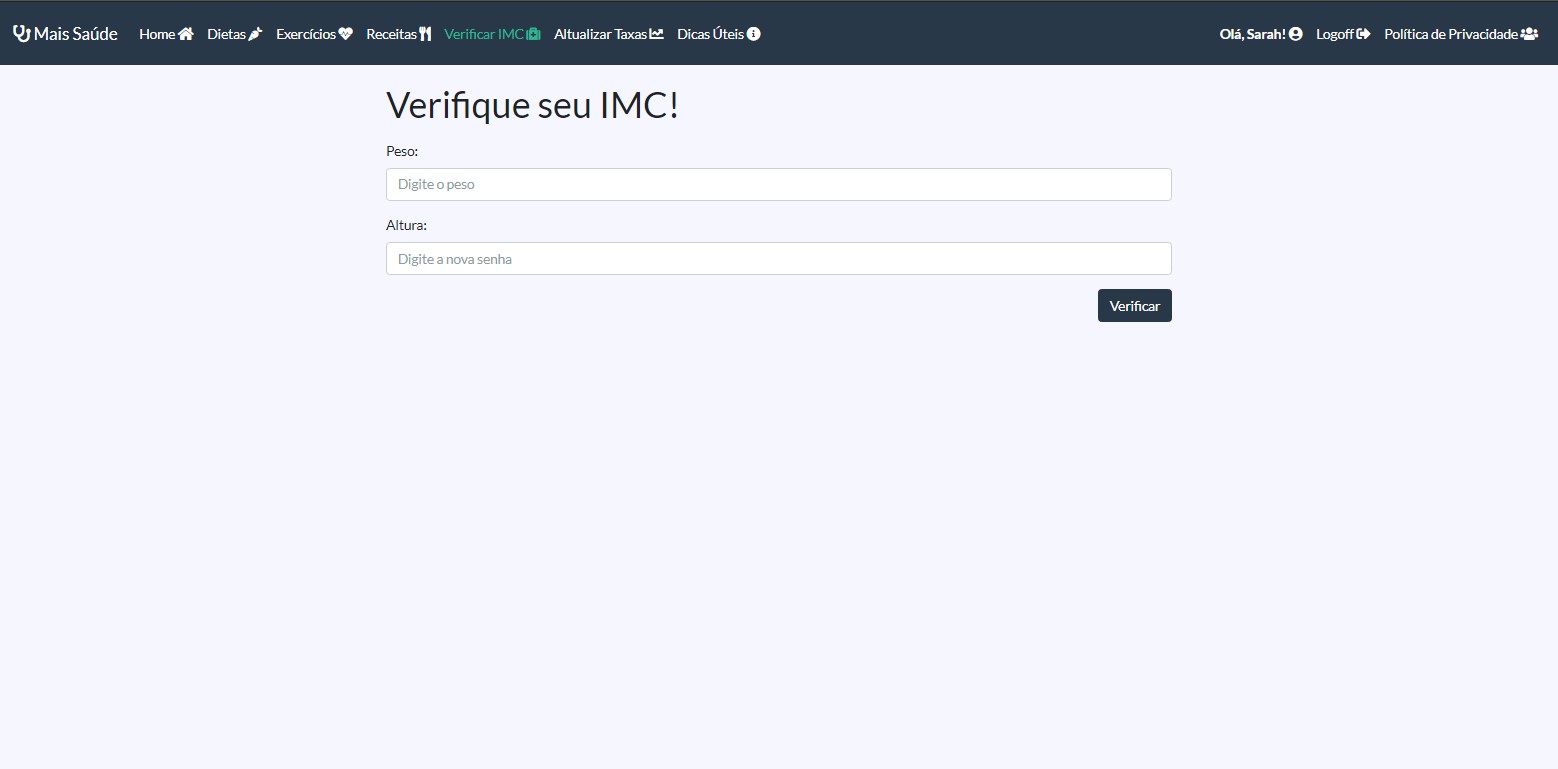 Mais Saúde Home Dietas Exercícios Receitas Verificar IMC Altualizar Taxas Dicas Úteis Olá, Sarah! Logoff Política de Privacidade
Verifique seu IMC!
Peso:
Digite o peso
Altura:
Digite a nova senha
Verificar